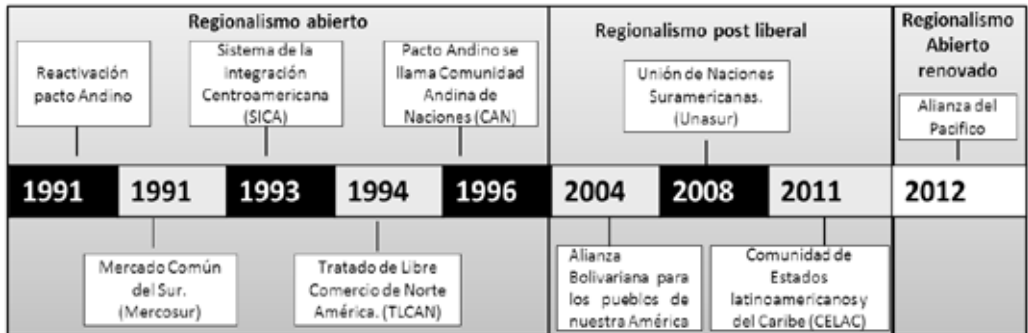 Regionalismo abierto
Reactivación
pacto Andino
Sistema de la
integración
Centroamericana
(SICA)
Pacto Andino se
llama Comunidad
Andina de
Naciones (CAN)
Regionalismo post liberal
Unión de Naciones
Suramericanas.
(Unasur)
Regionalismo
Abierto
renovado
Alianza del
Pacifico
1991 1991 1993 1994 1996 2004 2008 2011 2012
Mercado Común
del Sur.
(Mercosur)
Tratado de Libre
Comercio de Norte
América. (TLCAN)
Alianza
Bolivariana para
los pueblos de
nuestra América
Comunidad de
Estados
latinoamericanos y
del Caribe (CELAC)